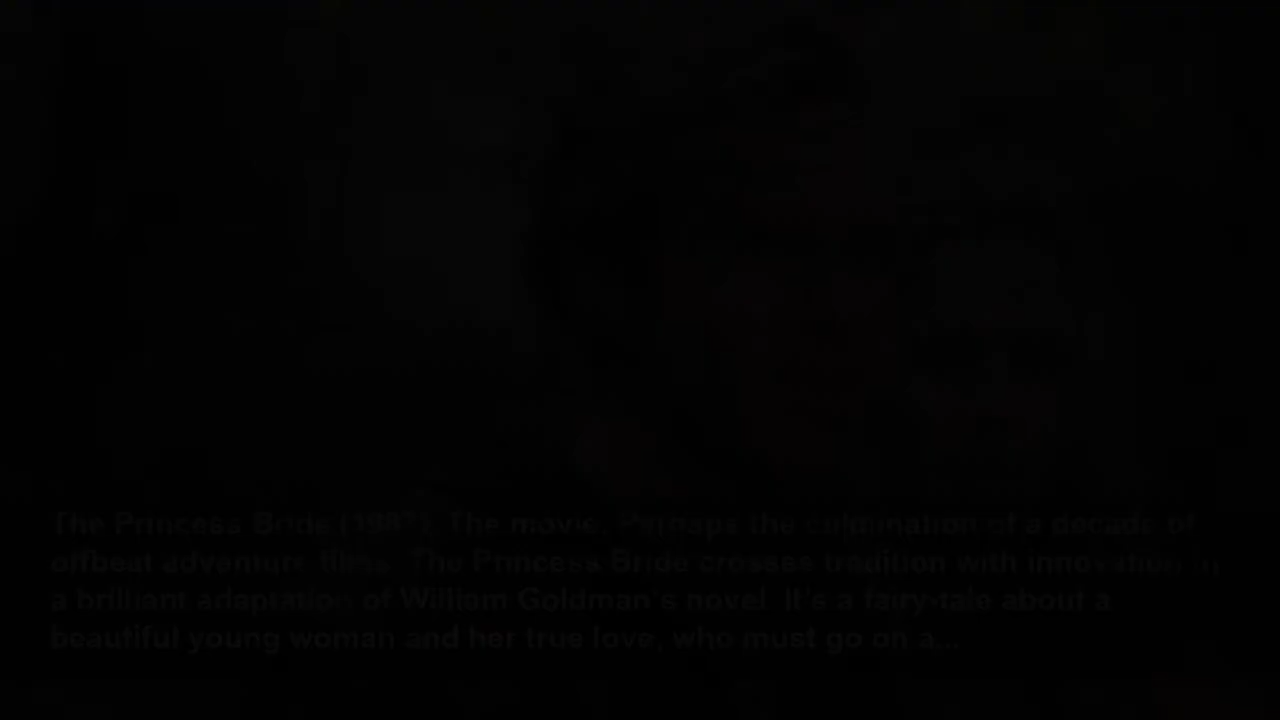 The Princess Bride (1987). The movie. Perhaps the culmination of a decade of
offbeat adventure films. The Princess Bride crosses tradition with innovation in
a brilliant adaptation of William Goldman's novel. It's a fairy-tale about a
beautiful young woman and her true love, who must go on a...